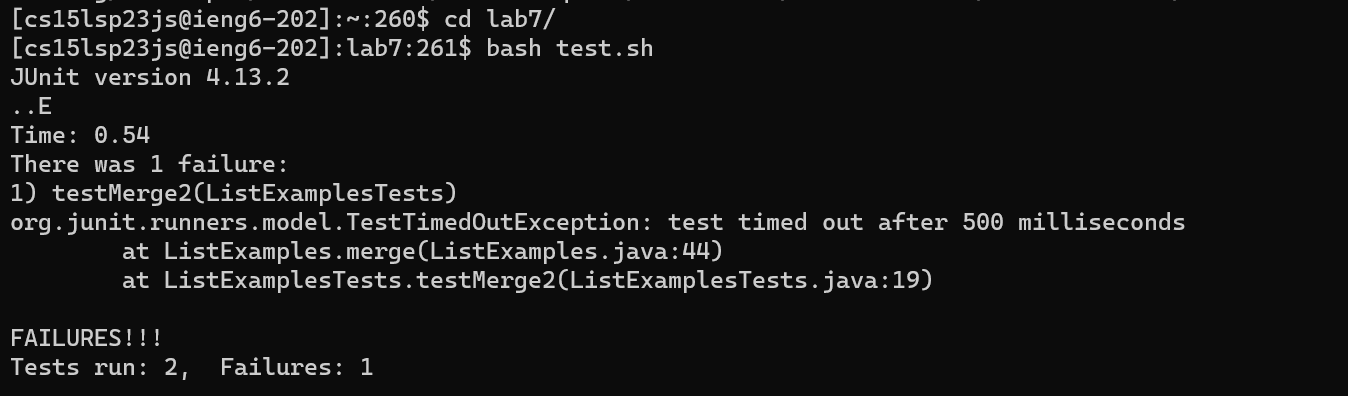 [cs15lsp23js@ieng6-202]:~:260$ cd lab7/
[cs15lsp23js@ieng6-202]:lab7:261$ bash test.sh
JUnit version 4.13.2
..E
Time: 0.54
There was 1 failure:
1) testMerge2(ListExamplesTests)
org.junit.runners.model.TestTimedOutException: test timed out after 500 milliseconds
        at ListExamples.merge(ListExamples.java:44)
        at ListExamplesTests.testMerge2(ListExamplesTests.java:19)

FAILURES!!!
Tests run: 2,  Failures: 1